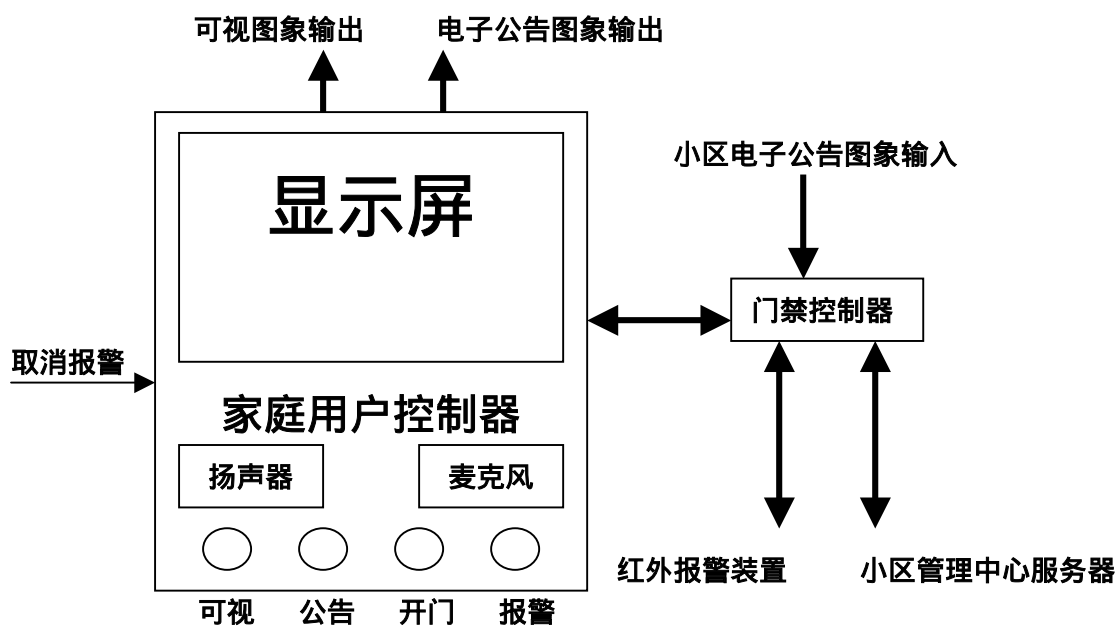 可视图象输出
电子公告图象输出
小区电子公告图象输入
显示屏
门禁控制器
取消报警
家庭用户控制器
扬声器
麦克风
红外报警装置
小区管理中心服务器
可视
公告
开门
报警